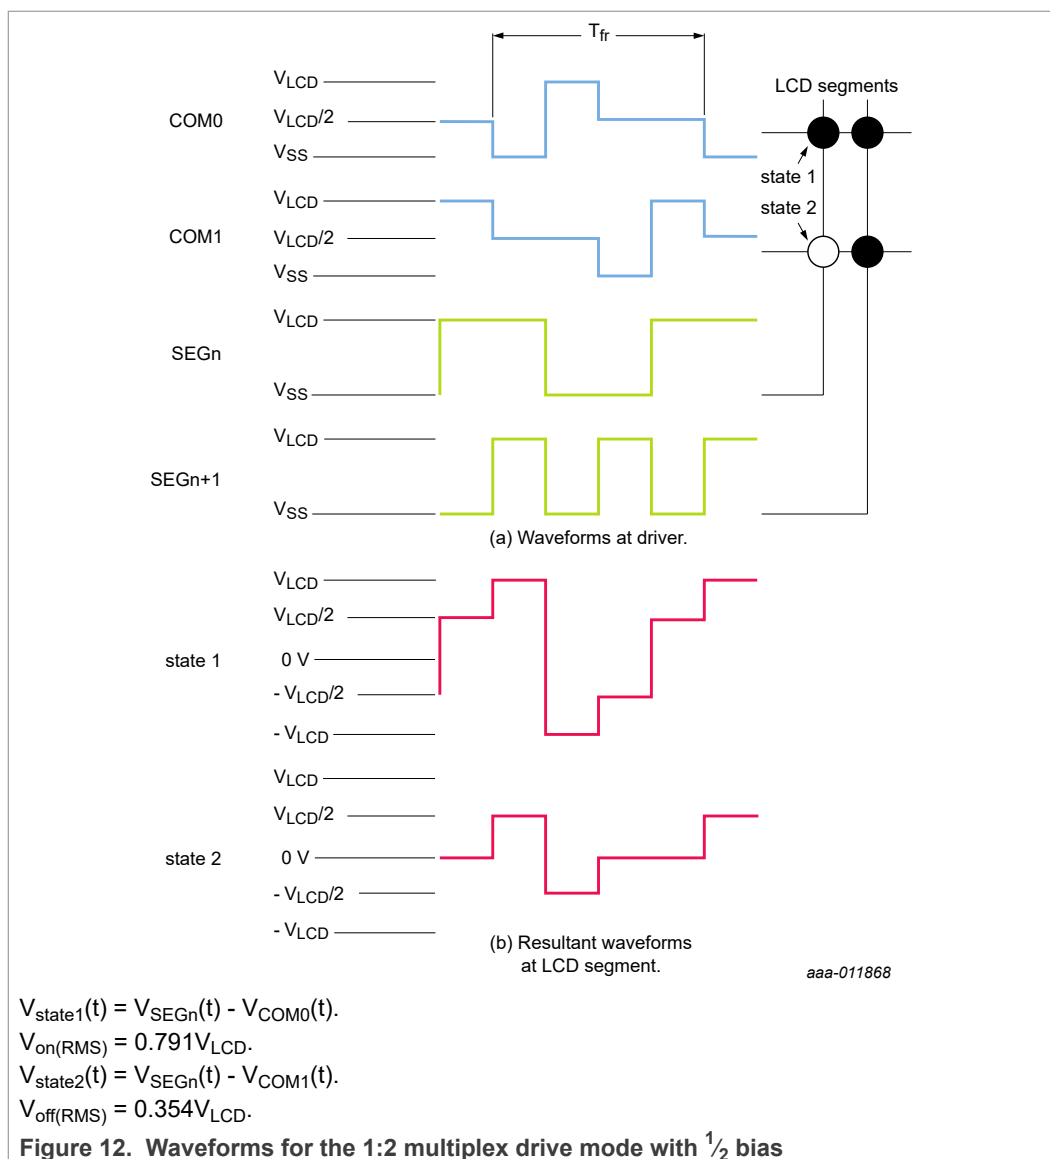 Tfr
VLCD
VLCD/2
VSS
COM0
LCD segments
state 1
state 2
VLCD
VLCD/2
VSS
COM1
VLCD
SEGn
VSS
VLCD
SEGn+1
VSS
(a) Waveforms at driver.
VLCD
VLCD/2
state 1
0 V
- VLCD/2
- VLCD
VLCD
VLCD/2
state 2
0 V
- VLCD/2
- VLCD
(b) Resultant waveforms
at LCD segment.
aaa-011868
Vstate1(t) = VSEGn(t) - VCOM0(t).
Von(RMS) = 0.791VLCD.
Vstate2(t) = VSEGn(t) - VCOM1(t).
Voff(RMS) = 0.354VLCD.
Figure 12. Waveforms for the 1:2 multiplex drive mode with 1/2 bias